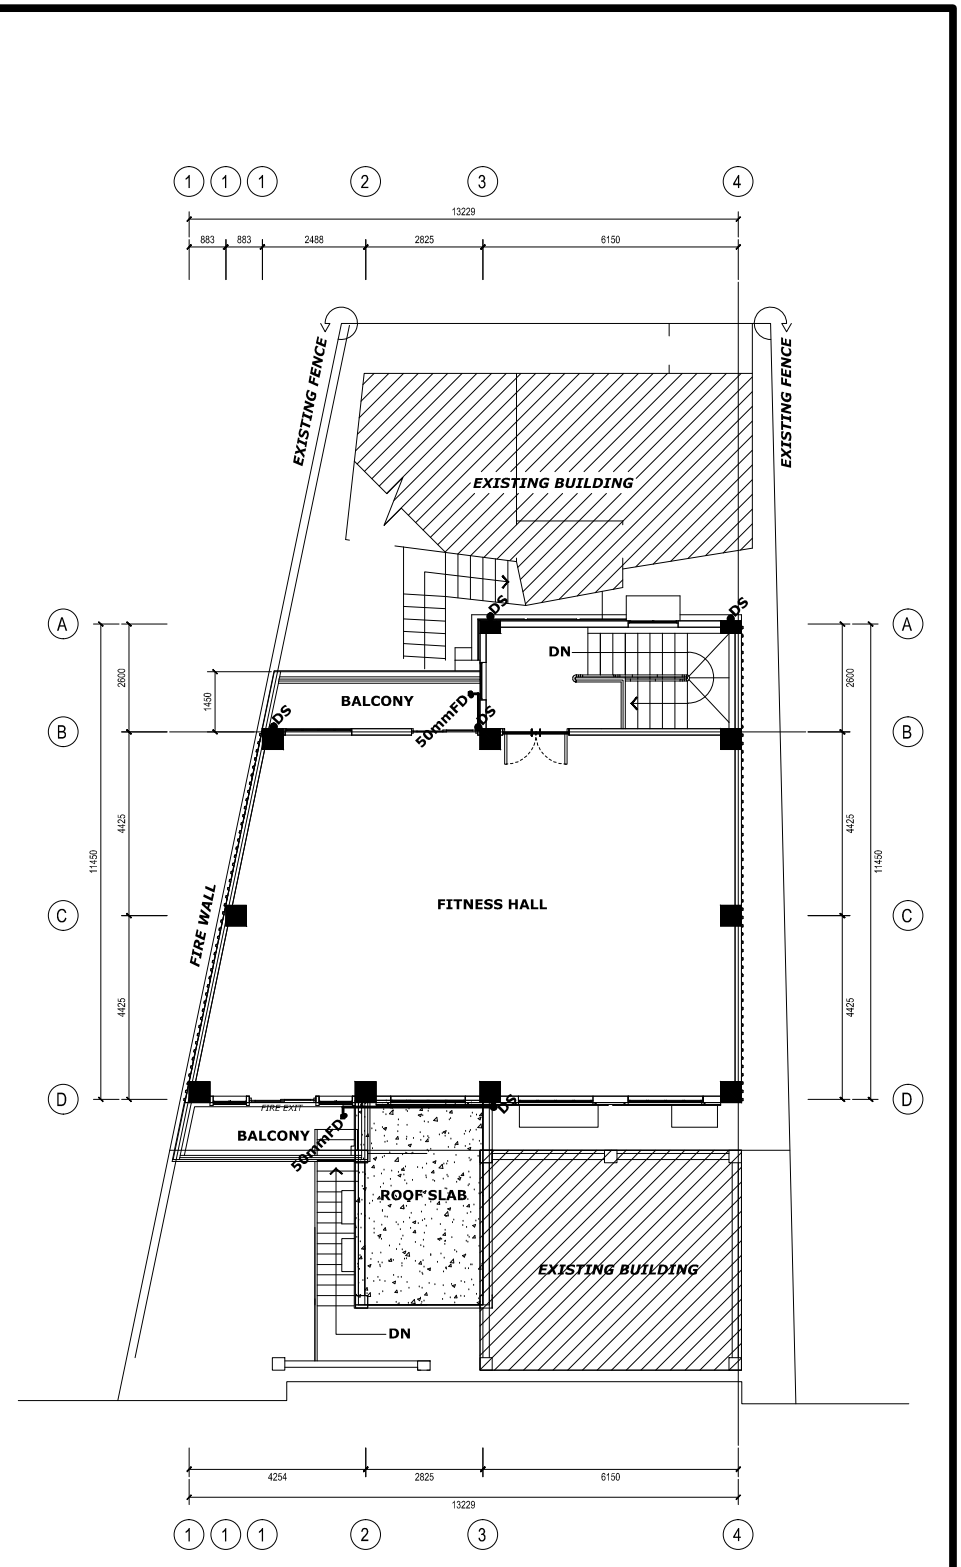 1 1 1 2 3 4
13229
883 883 2488 2825 6150
EXISTING FENCE
EXISTING FENCE
EXISTING BUILDING
A
DS
DS
A
DN
2600
2600
1450
BALCONY
50mmFD
DS
DS
B
B
4425
4425
11450
11450
FITNESS HALL
FIRE WALL
C
C
4425
4425
D
D
FIRE EXIT
DS
BALCONY
50mmFD
ROOF SLAB
EXISTING BUILDING
DN
4254 2825 6150
13229
1 1 1 2 3 4